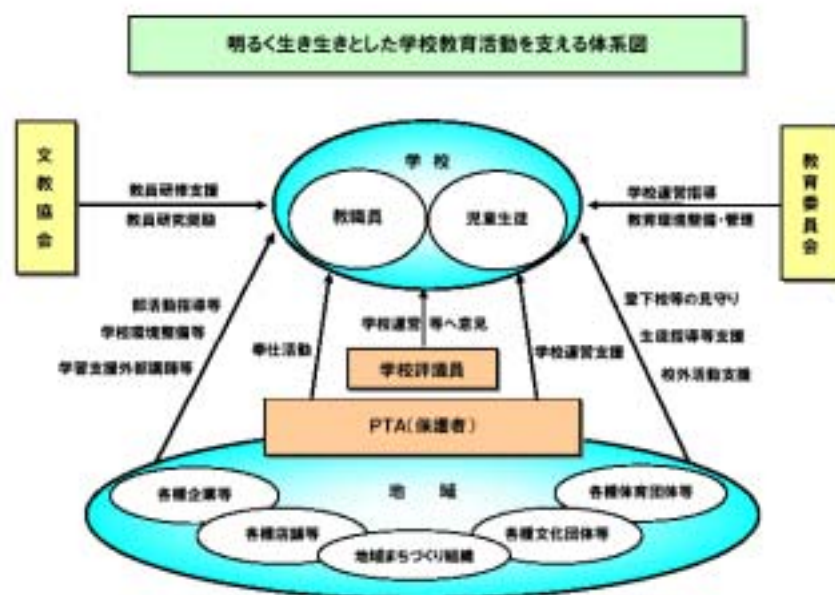 明るく生き生きとした学校教育活動を支える体系図
文教協会
教育委員会
学校
教職員
児童生徒
教員研修支援
教員研究奨励
学校運営指導
教育環境整備・管理
部活動指導等
学校環境整備等
学習支援外部講師等
奉仕活動
学校運営等へ意見
学校運営支援
登下校等の見守り
生徒指導等支援
校外活動支援
学校評議員
PTA(保護者)
地域
各種企業等
各種体育団体等
各種店舗等
各種文化団体等
地域まちづくり組織